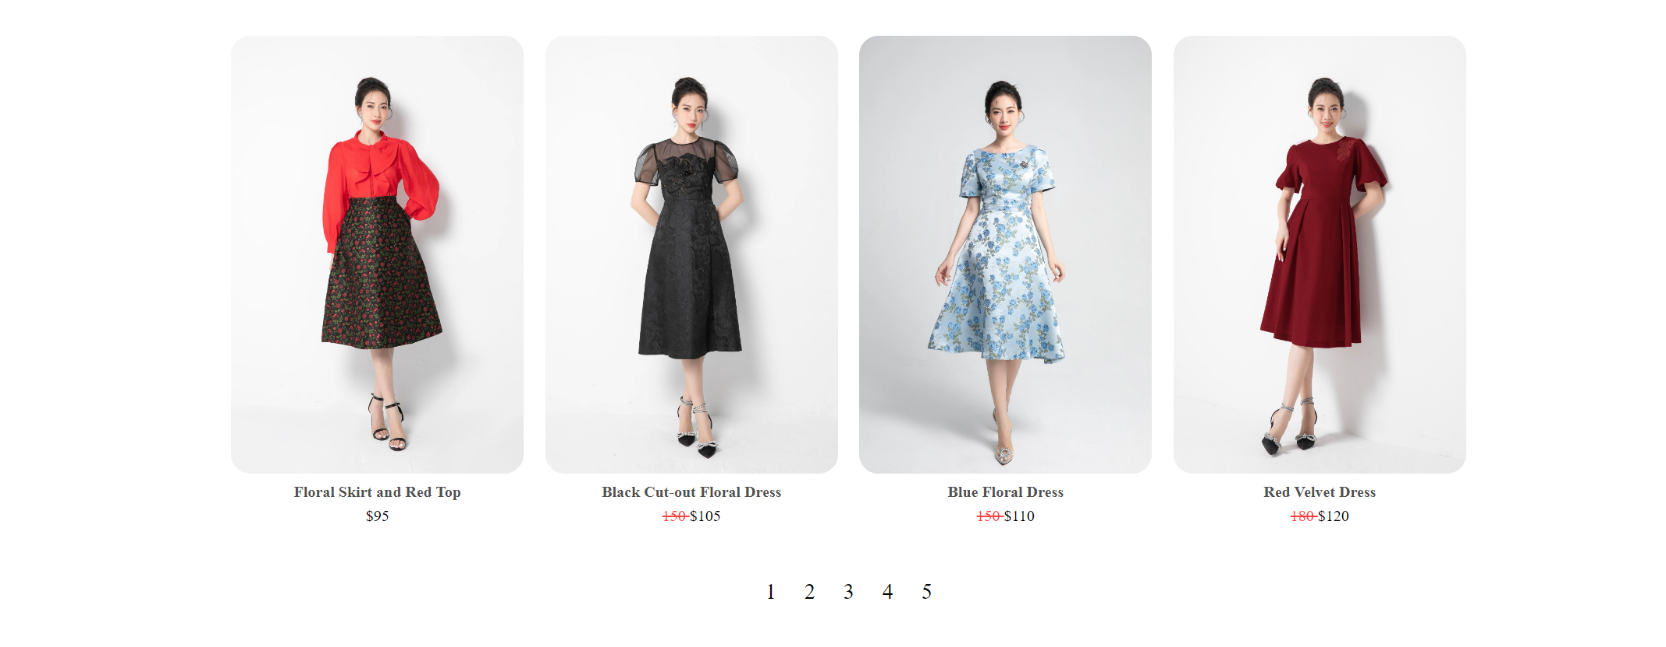 Floral Skirt and Red Top
$95
Black Cut-out Floral Dress
150 $105
Blue Floral Dress
150 $110
Red Velvet Dress
180 $120
1 2 3 4 5